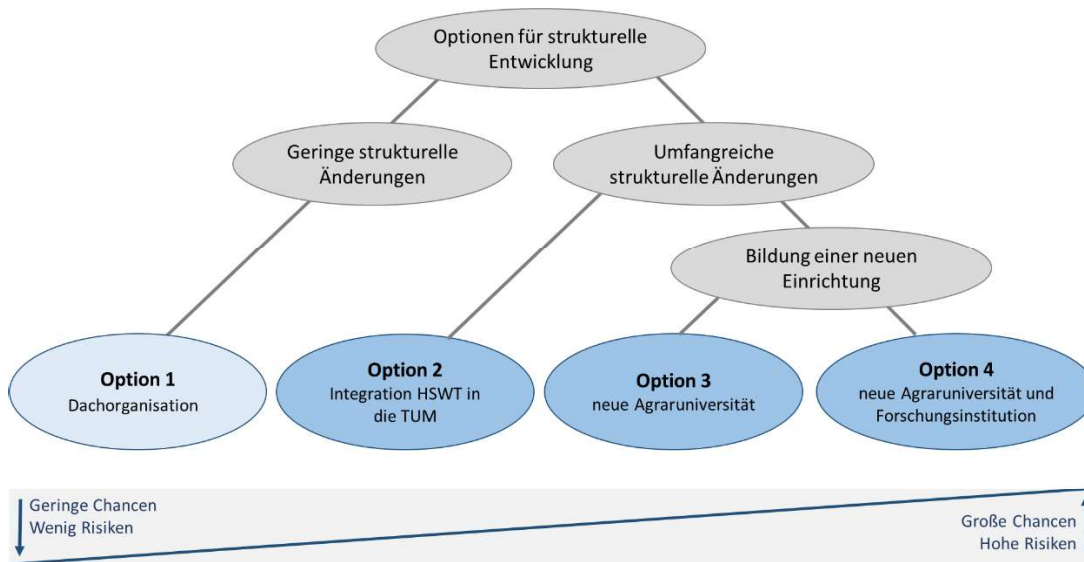 Optionen für strukturelle
Entwicklung
Geringe strukturelle
Änderungen
Umfangreiche
strukturelle Änderungen
Bildung einer neuen
Einrichtung
Option 1
Dachorganisation
Option 2
Integration HSWT in
die TUM
Option 3
neue Agraruniversität
Option 4
neue Agraruniversität und
Forschungsinstitution
Geringe Chancen
Wenig Risiken
Große Chancen
Hohe Risiken